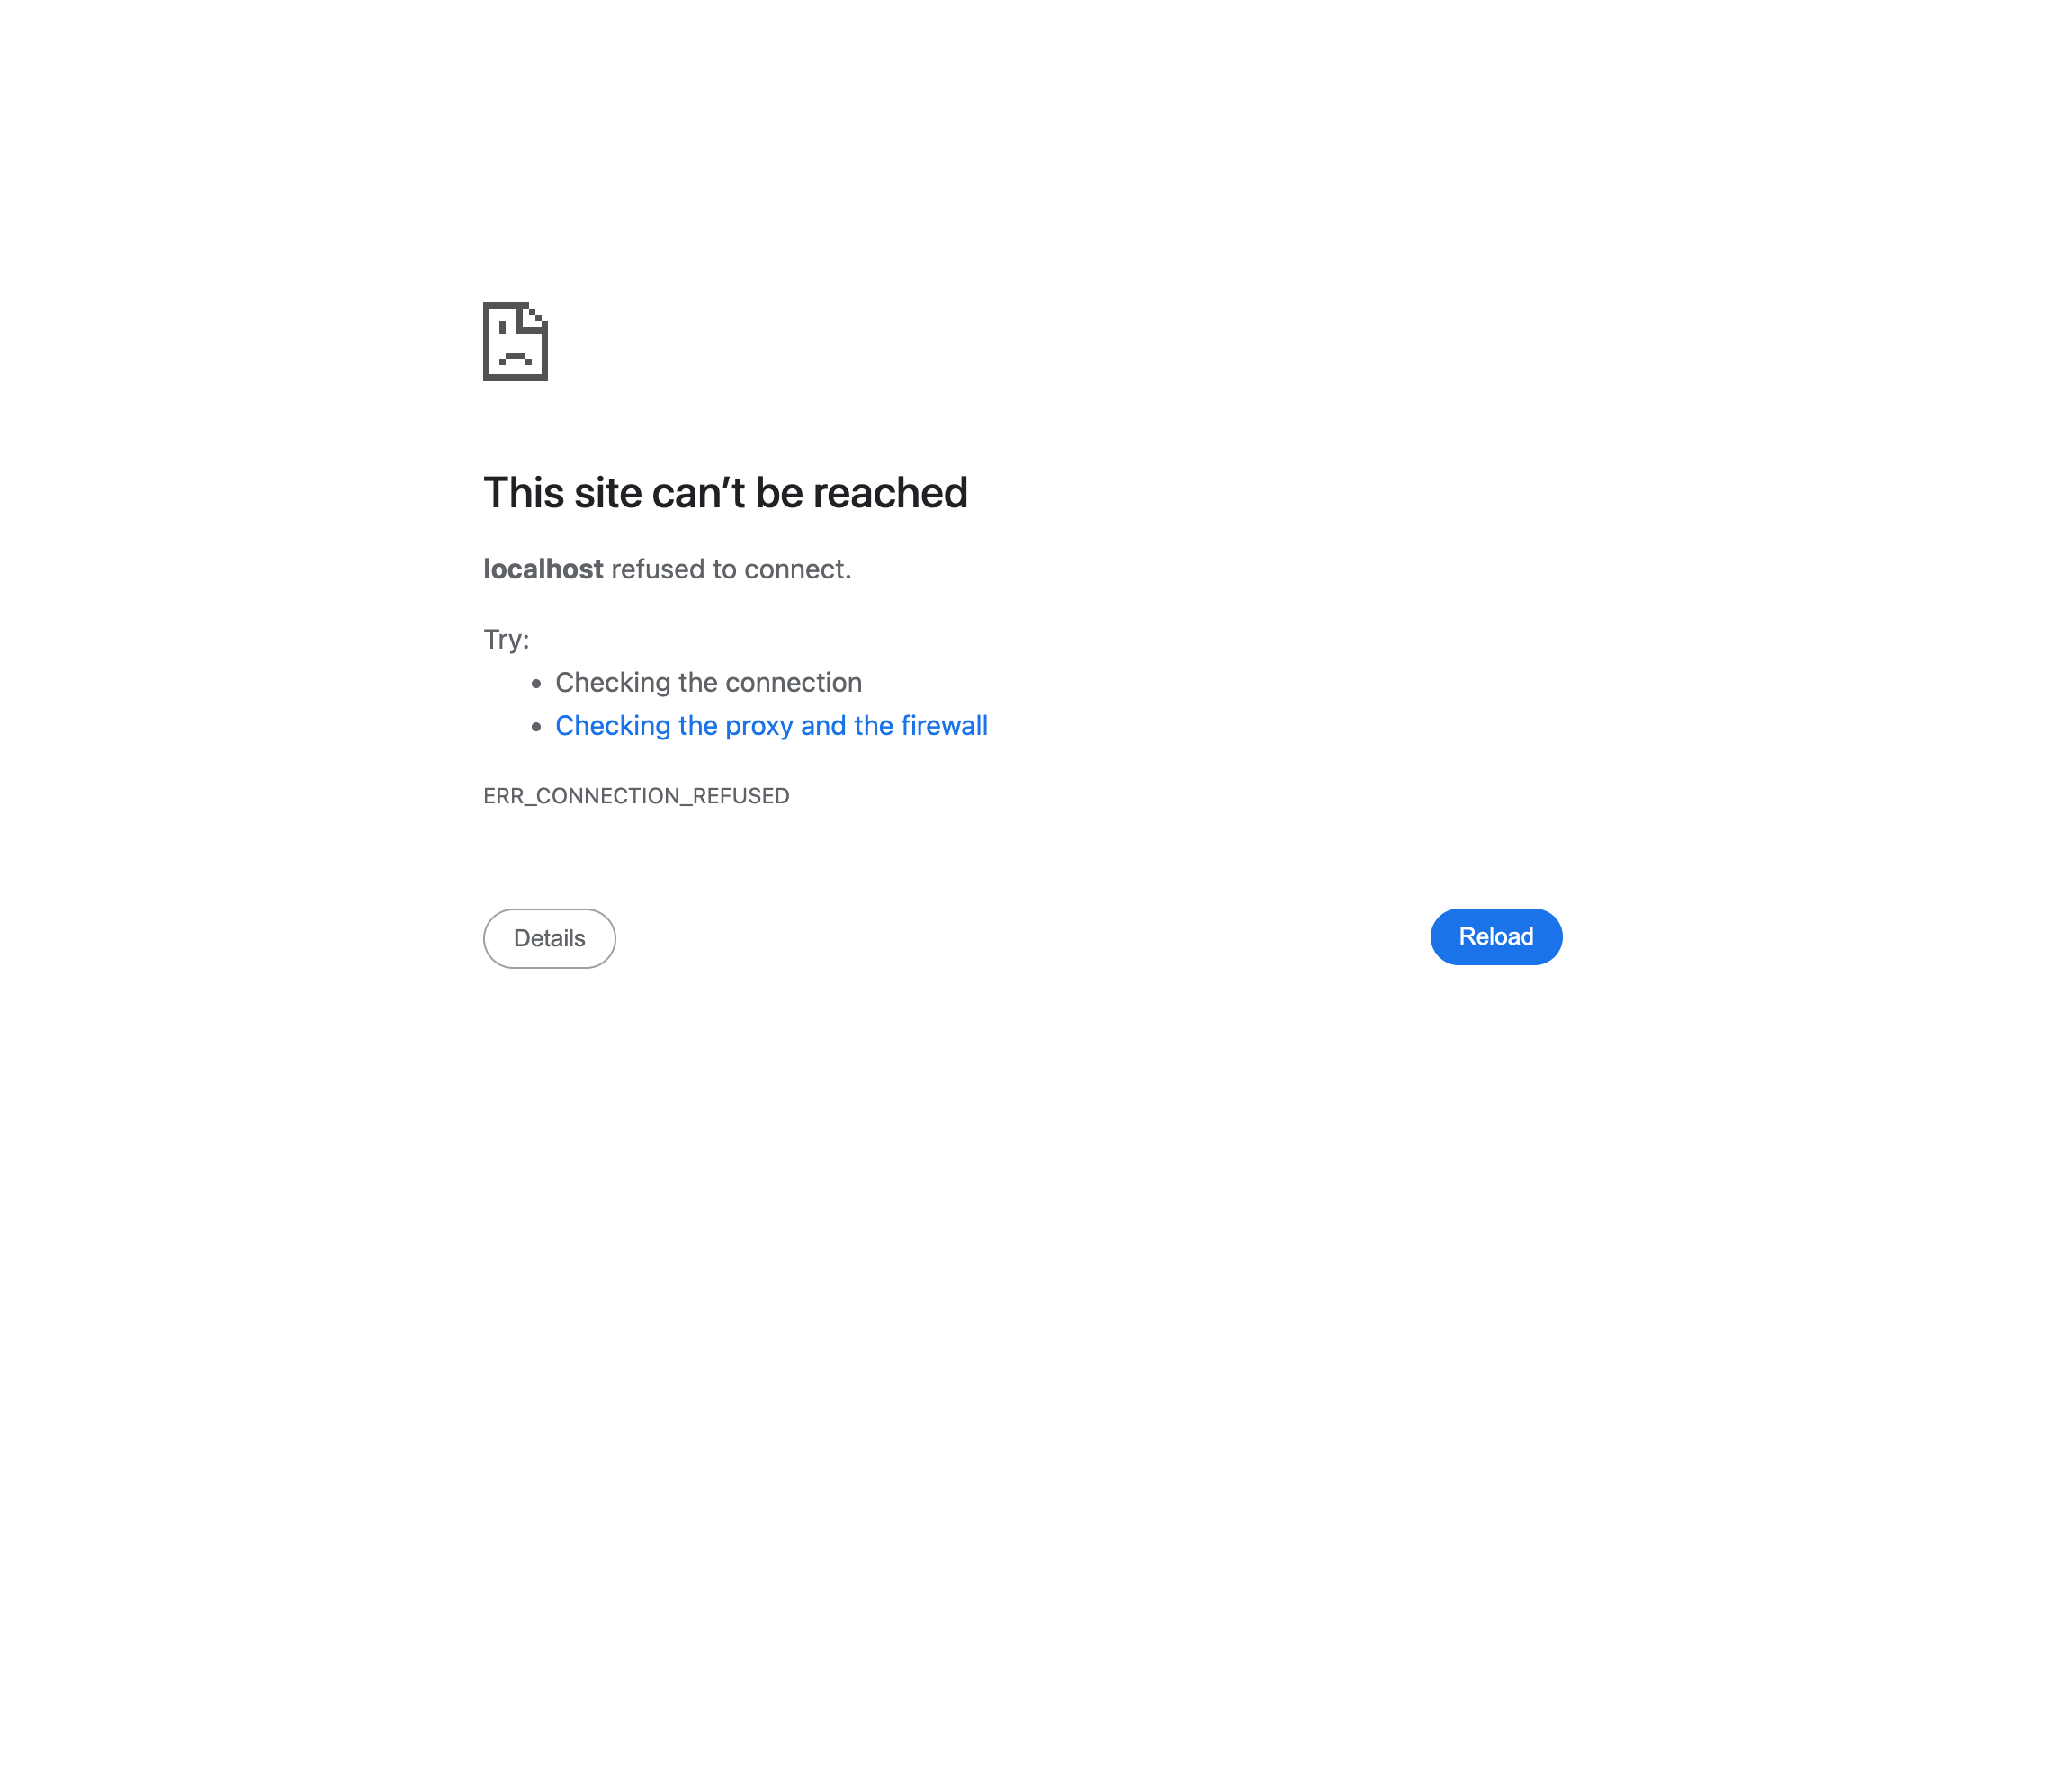 This site can’t be reached
localhost refused to connect.
Try:
• Checking the connection
• Checking the proxy and the firewall
ERR_CONNECTION_REFUSED
Details
Reload